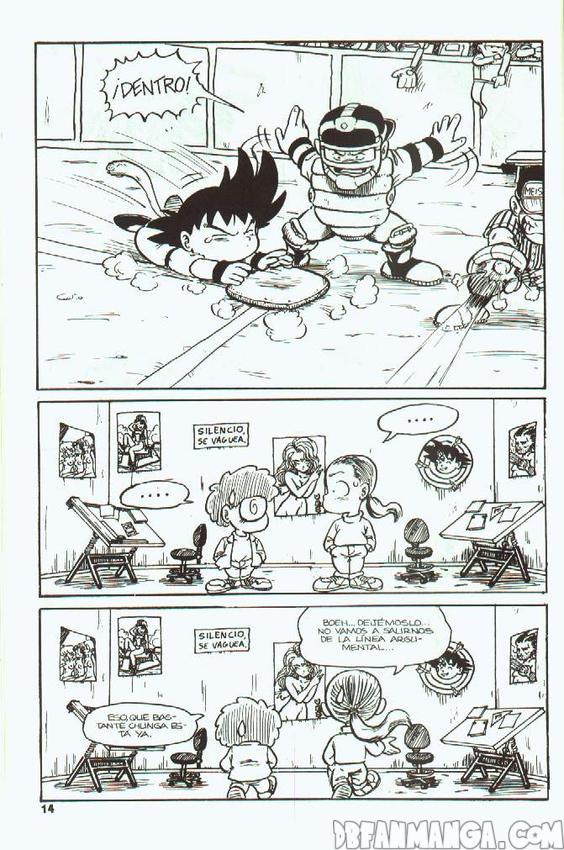 ¡DENTRO!
MEIS
SILENCIO,
SE VAGUEA.
....
....
BOEH... DEJÉMOSLO...
NO VAMOS A SALIRNOS
DE LA LÍNEA ARGU-
MENTAL...
SILENCIO,
SE VAGUEA.
ESO, QUE BAS-
TANTE CHUNGA ES-
TÁ YA.
14
DBFANMANGA.COM